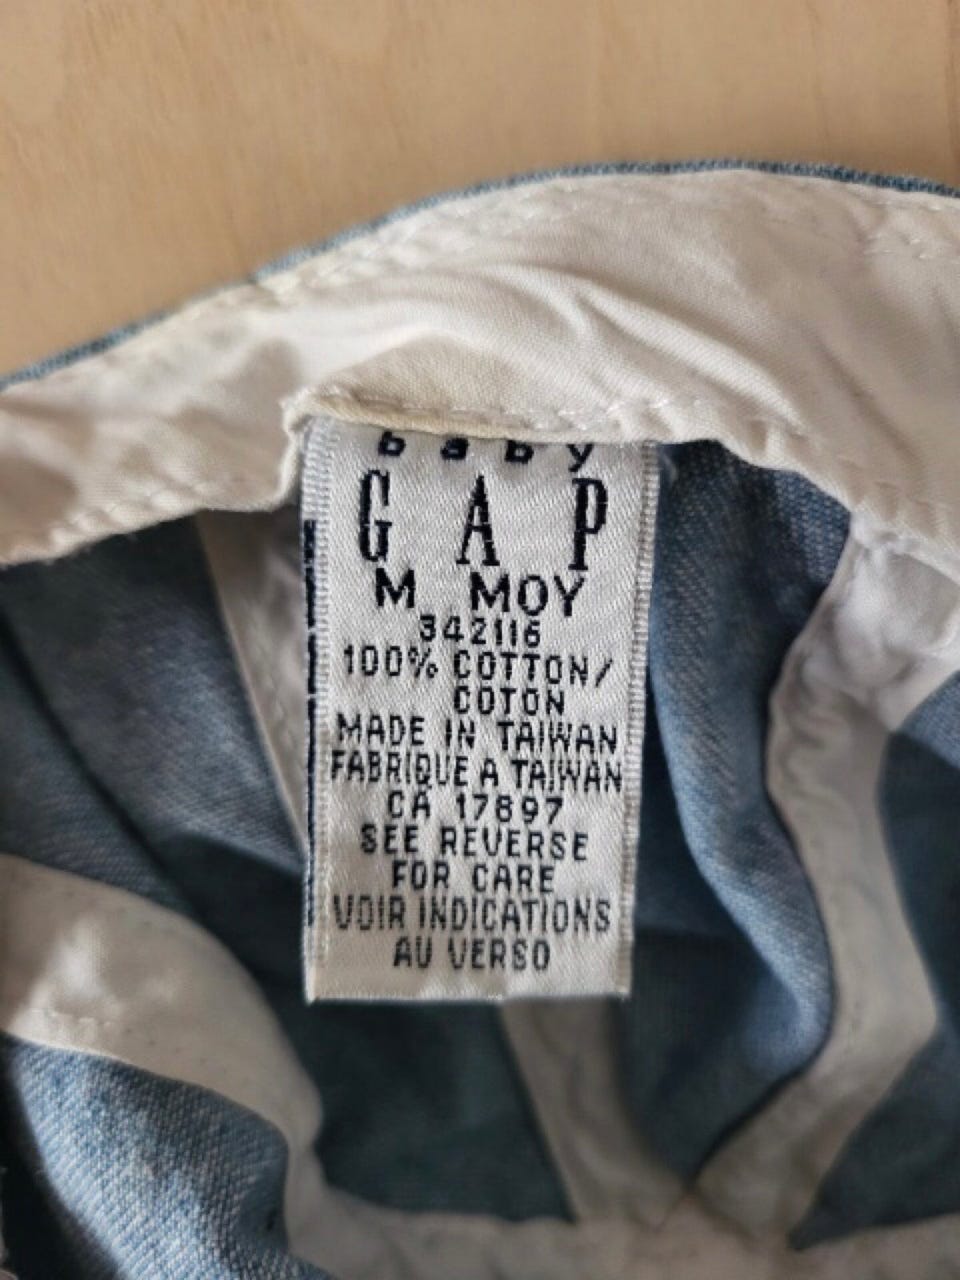 baby
GAP
M MOY
342116
100% COTTON/
COTON
MADE IN TAIWAN
FABRIQUE A TAIWAN
CA 17897
SEE REVERSE
FOR CARE
VOIR INDICATIONS
AU VERSO